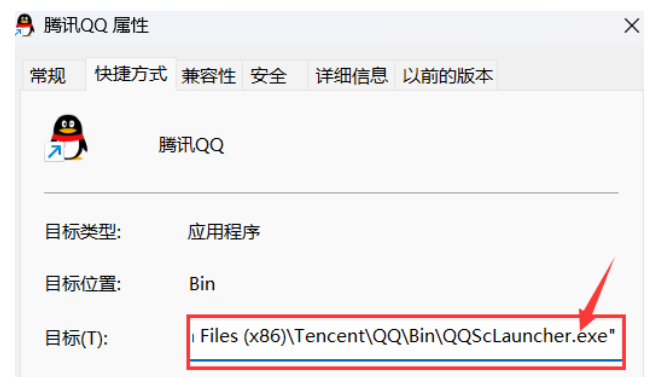 腾讯QQ 属性
常规 快捷方式 兼容性 安全 详细信息 以前的版本
腾讯QQ
目标类型: 应用程序
目标位置: Bin
目标(T): Files (x86)\Tencent\QQ\Bin\QQScLauncher.exe"